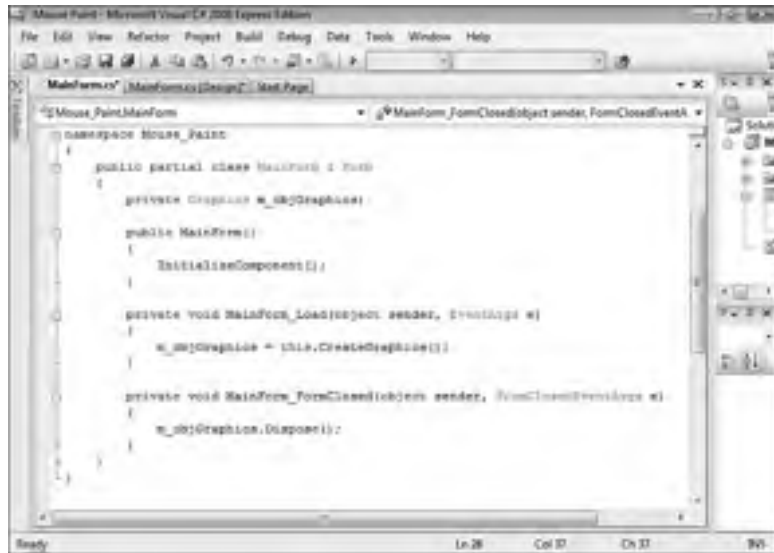 Mouse Paint - Microsoft Visual C# 2008 Express Edition
File Edit View Refactor Project Build Debug Data Tools Window Help
MainForm.cs* MainForm.cs [Design]* Start Page
Mouse_Paint.MainForm
MainForm_FormClosed(object sender, FormClosedEventA
Toolbox
Solut
namespace Mouse_Paint
{
public partial class MainForm : Form
{
private Graphics m_objGraphics;
public MainForm()
{
InitializeComponent();
}
private void MainForm_Load(object sender, EventArgs e)
{
m_objGraphics = this.CreateGraphics();
}
private void MainForm_FormClosed(object sender, FormClosedEventArgs e)
{
m_objGraphics.Dispose();
}
}
}
Ready
Ln 28 Col 37 Ch 37 INS